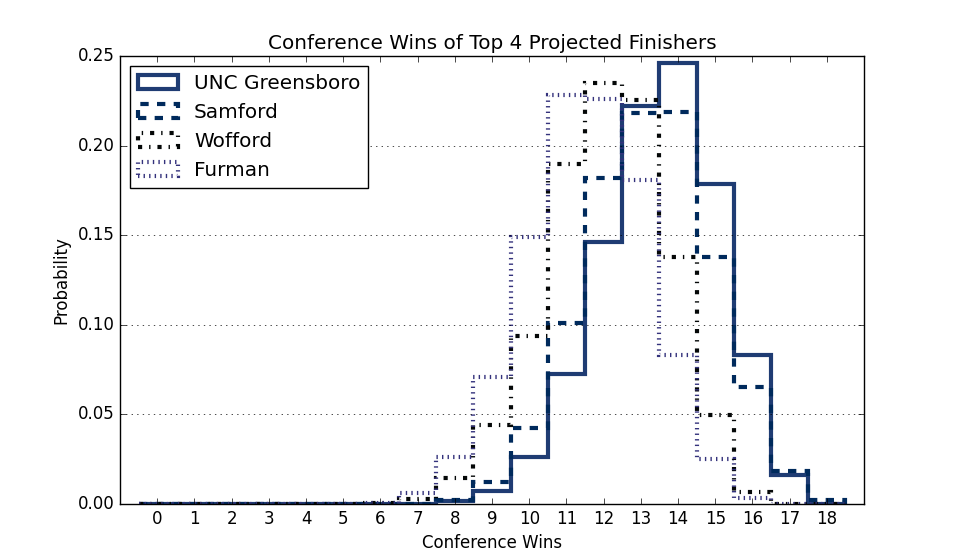 Conference Wins of Top 4 Projected Finishers
0.25
0.20
0.15
0.10
0.05
0.00
Probability
UNC Greensboro
Samford
Wofford
Furman
0 1 2 3 4 5 6 7 8 9 10 11 12 13 14 15 16 17 18
Conference Wins